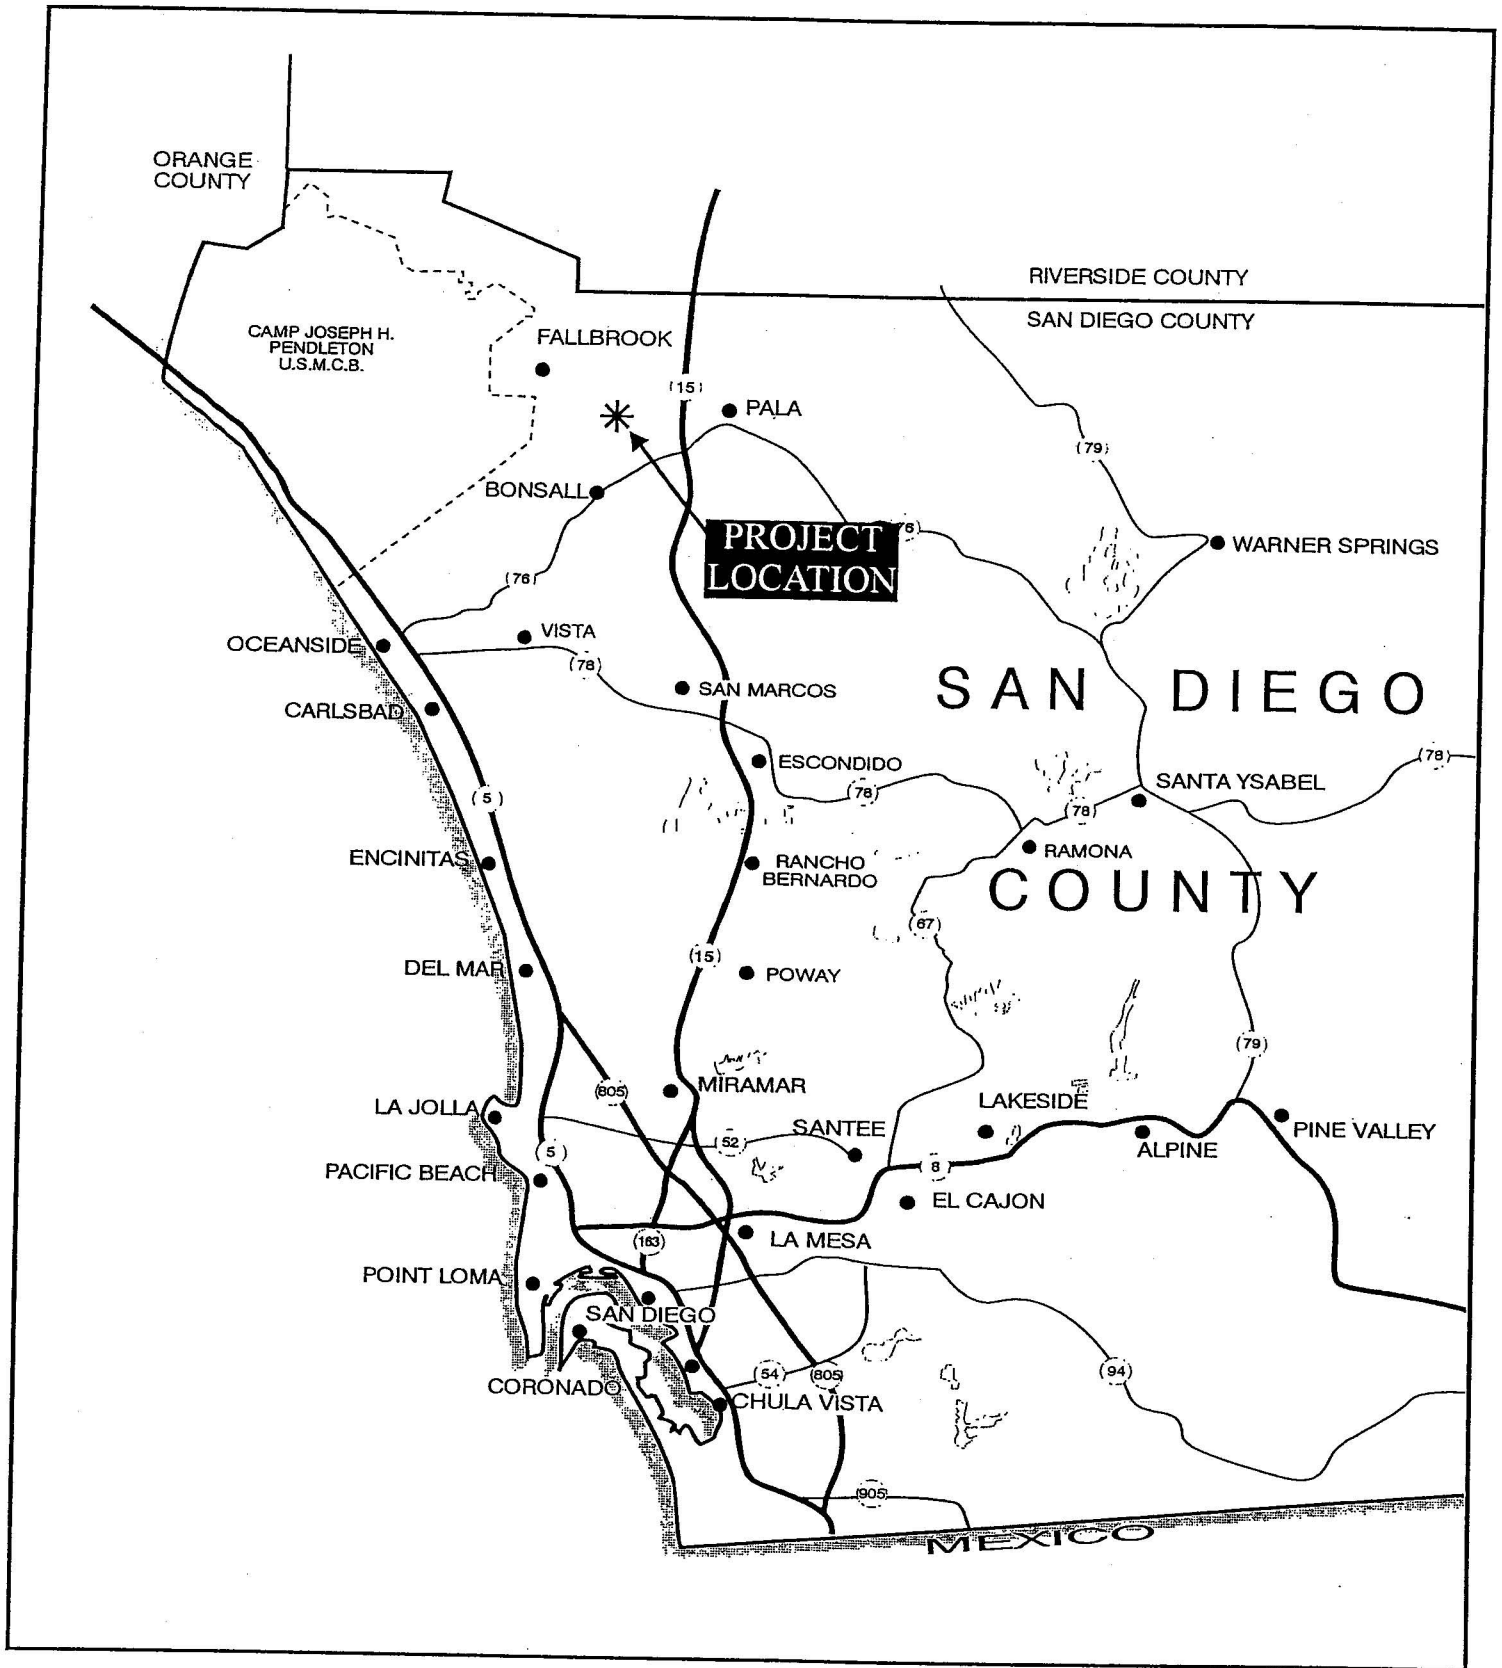 ORANGE
COUNTY
RIVERSIDE COUNTY
SAN DIEGO COUNTY
CAMP JOSEPH H.
PENDLETON
U.S.M.C.B.
FALLBROOK
15
PALA
79
BONSALL
PROJECT
LOCATION
76
WARNER SPRINGS
76
OCEANSIDE
VISTA
78
SAN MARCOS
SAN DIEGO
CARLSBAD
ESCONDIDO
78
SANTA YSABEL
5
78
78
ENCINITAS
RANCHO
BERNARDO
RAMONA
COUNTY
67
DEL MAR
15
POWAY
79
805
MIRAMAR
LA JOLLA
LAKESIDE
SANTEE
52
PINE VALLEY
ALPINE
5
8
PACIFIC BEACH
EL CAJON
163
LA MESA
POINT LOMA
SAN DIEGO
94
54
805
CORONADO
CHULA VISTA
905
MEXICO